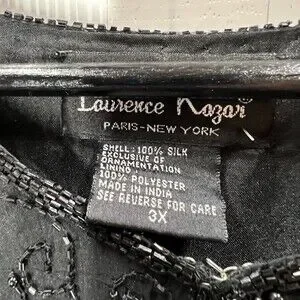 Laurence Kazar®
PARIS-NEW YORK
SHELL: 100% SILK
EXCLUSIVE OF
ORNAMENTATION
LINING:
100% POLYESTER
MADE IN INDIA
SEE REVERSE FOR CARE
3X